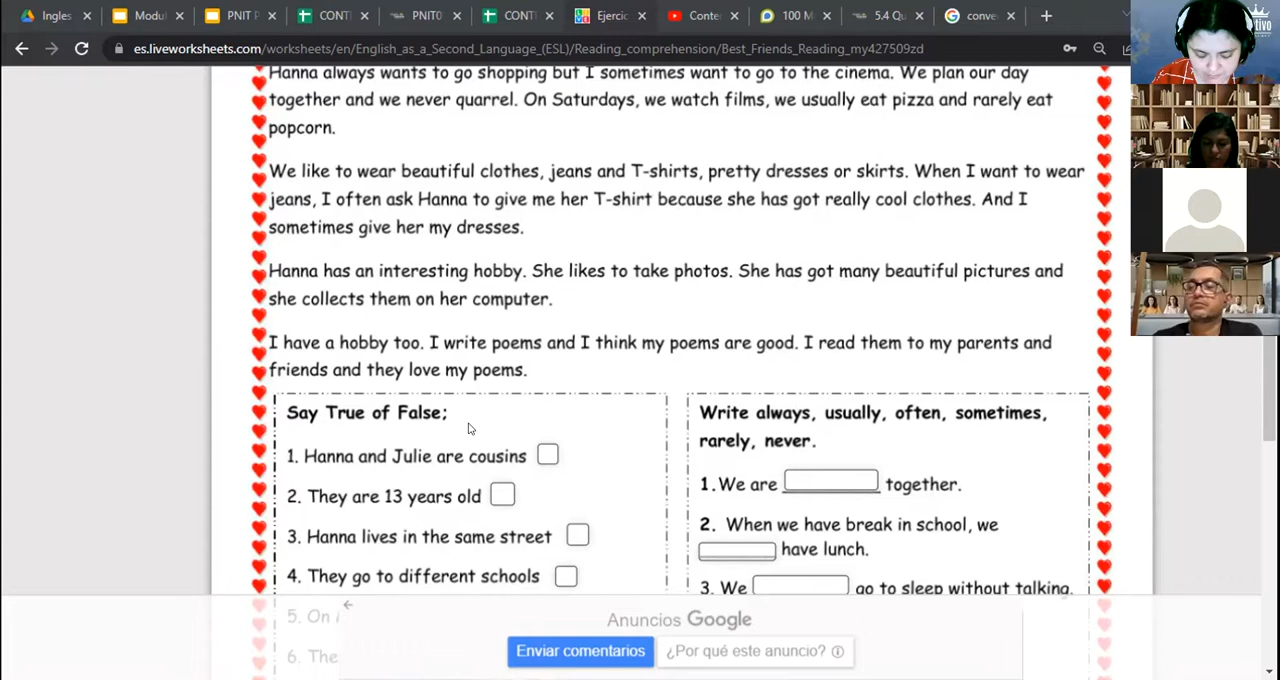 Ingles
Modul
PNIT P
CONTI
PNIT0
CONTI
Ejercic
Conte
100 M
5.4 Qu
conve
es.liveworksheets.com/worksheets/en/English_as_a_Second_Language_(ESL)/Reading_comprehension/Best_Friends_Reading_my427509zd
Hanna always wants to go shopping but I sometimes want to go to the cinema. We plan our day
together and we never quarrel. On Saturdays, we watch films, we usually eat pizza and rarely eat
popcorn.
We like to wear beautiful clothes, jeans and T-shirts, pretty dresses or skirts. When I want to wear
jeans, I often ask Hanna to give me her T-shirt because she has got really cool clothes. And I
sometimes give her my dresses.
Hanna has an interesting hobby. She likes to take photos. She has got many beautiful pictures and
she collects them on her computer.
I have a hobby too. I write poems and I think my poems are good. I read them to my parents and
friends and they love my poems.
Say True of False;
1. Hanna and Julie are cousins
2. They are 13 years old
3. Hanna lives in the same street
4. They go to different schools
5. On
6. The
Write always, usually, often, sometimes,
rarely, never.
1. We are together.
2. When we have break in school, we
have lunch.
3. We go to sleep without talking.
Anuncios Google
Enviar comentarios
¿Por qué este anuncio?